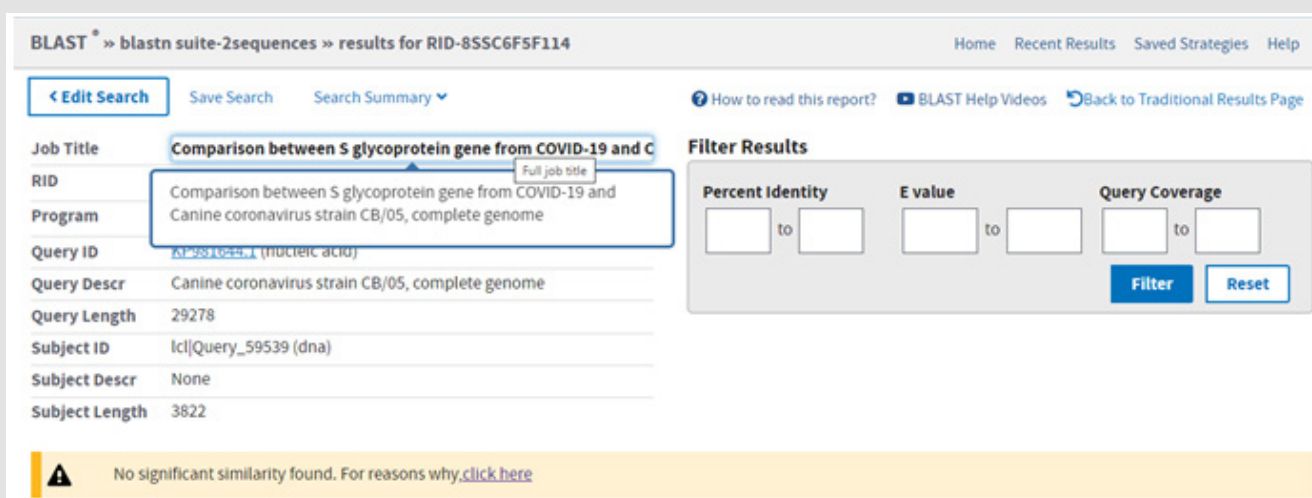 BLAST ® » blastn suite-2sequences » results for RID-8SSC6F5F114
Home Recent Results Saved Strategies Help
< Edit Search Save Search Search Summary
How to read this report? BLAST Help Videos Back to Traditional Results Page
Job Title Comparison between S glycoprotein gene from COVID-19 and C
Full job title
Comparison between S glycoprotein gene from COVID-19 and
Canine coronavirus strain CB/05, complete genome
RID
Program
Query ID KP981644.1 (nucleic acid)
Query Descr Canine coronavirus strain CB/05, complete genome
Query Length 29278
Subject ID lcl|Query_59539 (dna)
Subject Descr None
Subject Length 3822
Filter Results
Percent Identity E value Query Coverage
to to to
Filter Reset
No significant similarity found. For reasons why,click here